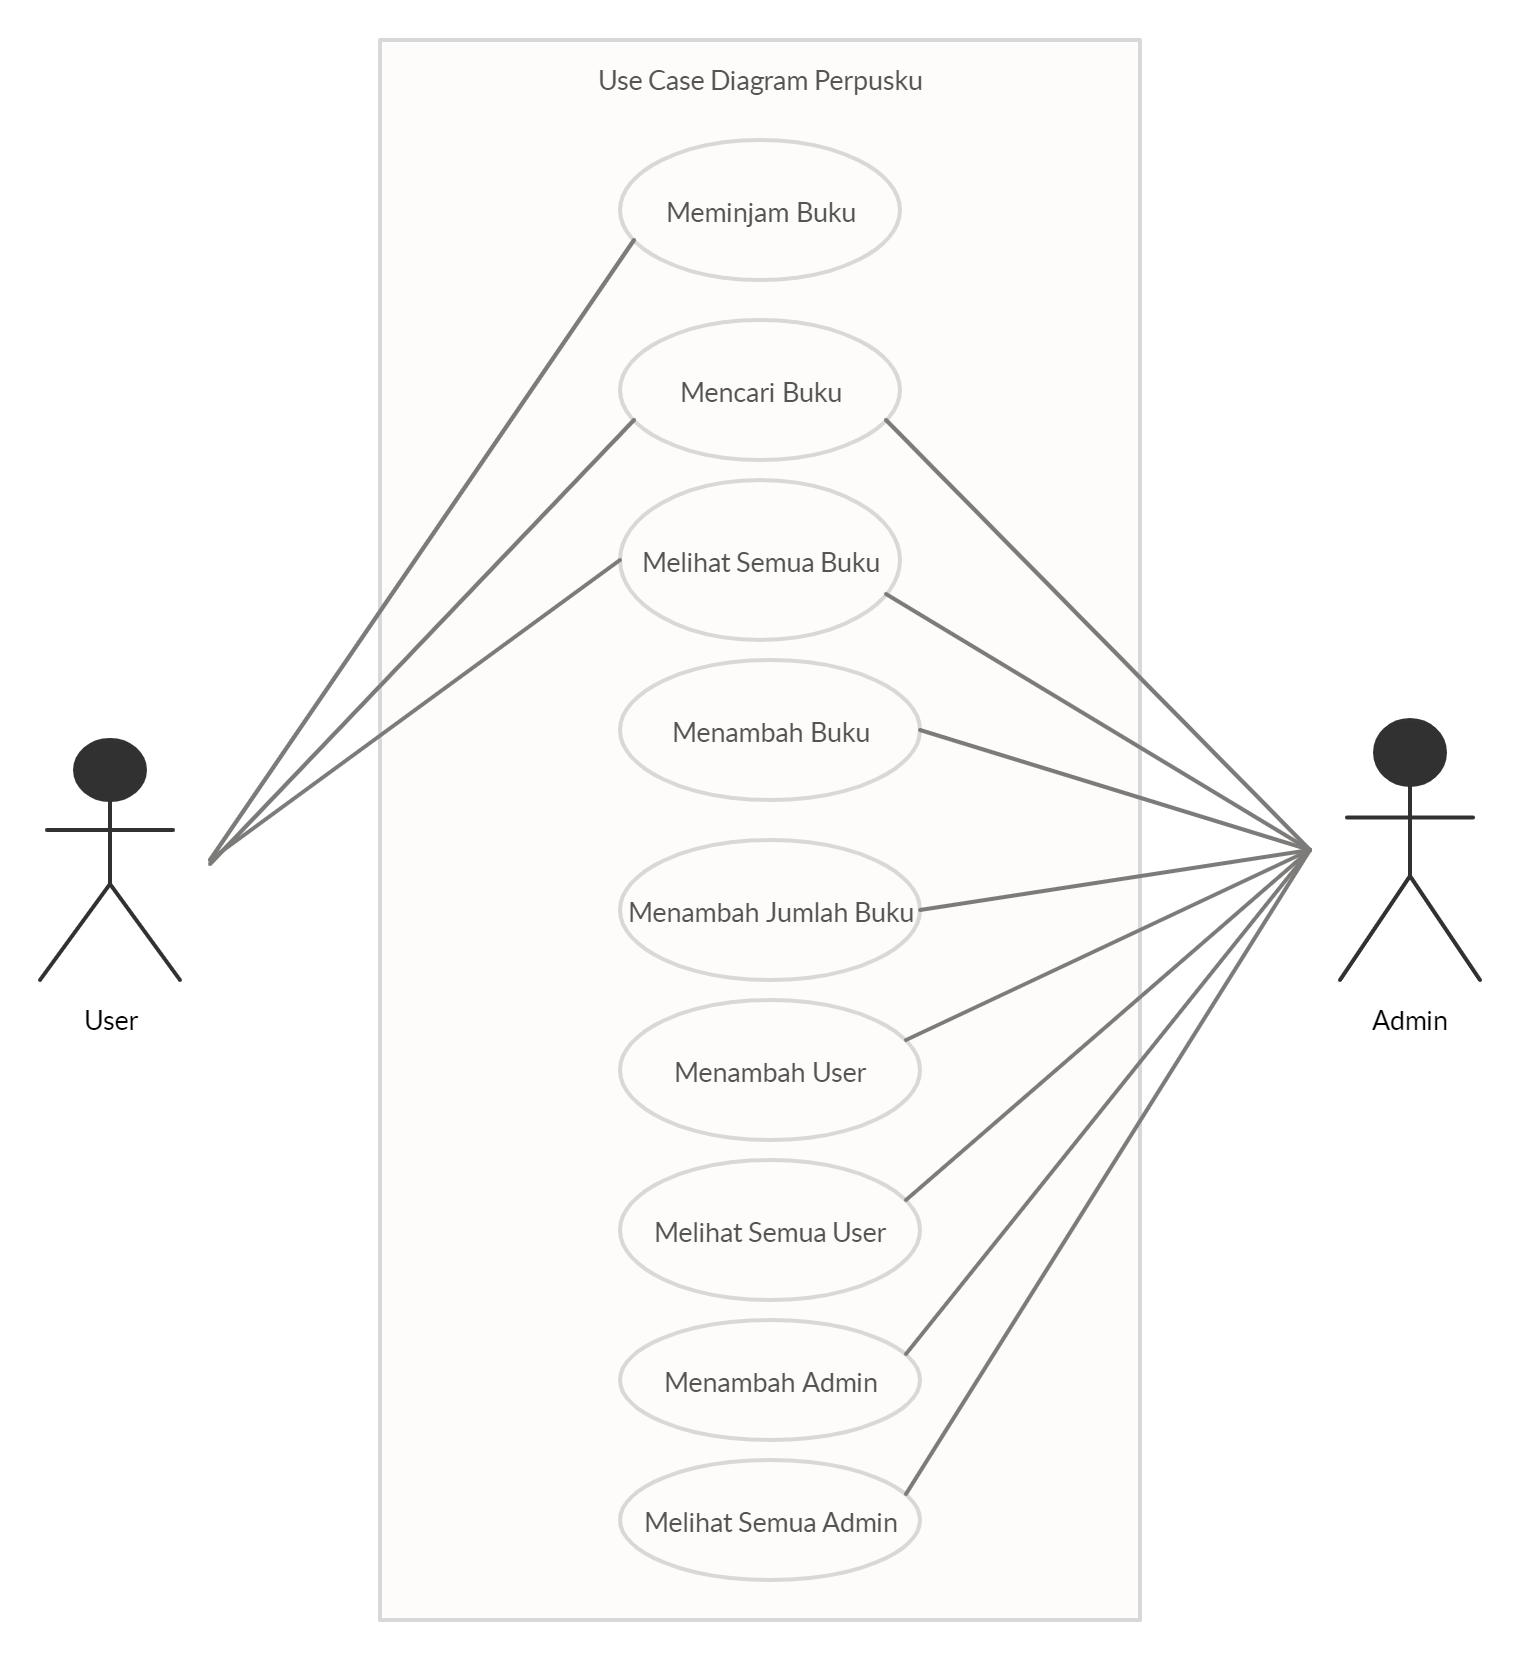 Use Case Diagram Perpusku
Meminjam Buku
Mencari Buku
Melihat Semua Buku
Menambah Buku
Menambah Jumlah Buku
User
Admin
Menambah User
Melihat Semua User
Menambah Admin
Melihat Semua Admin